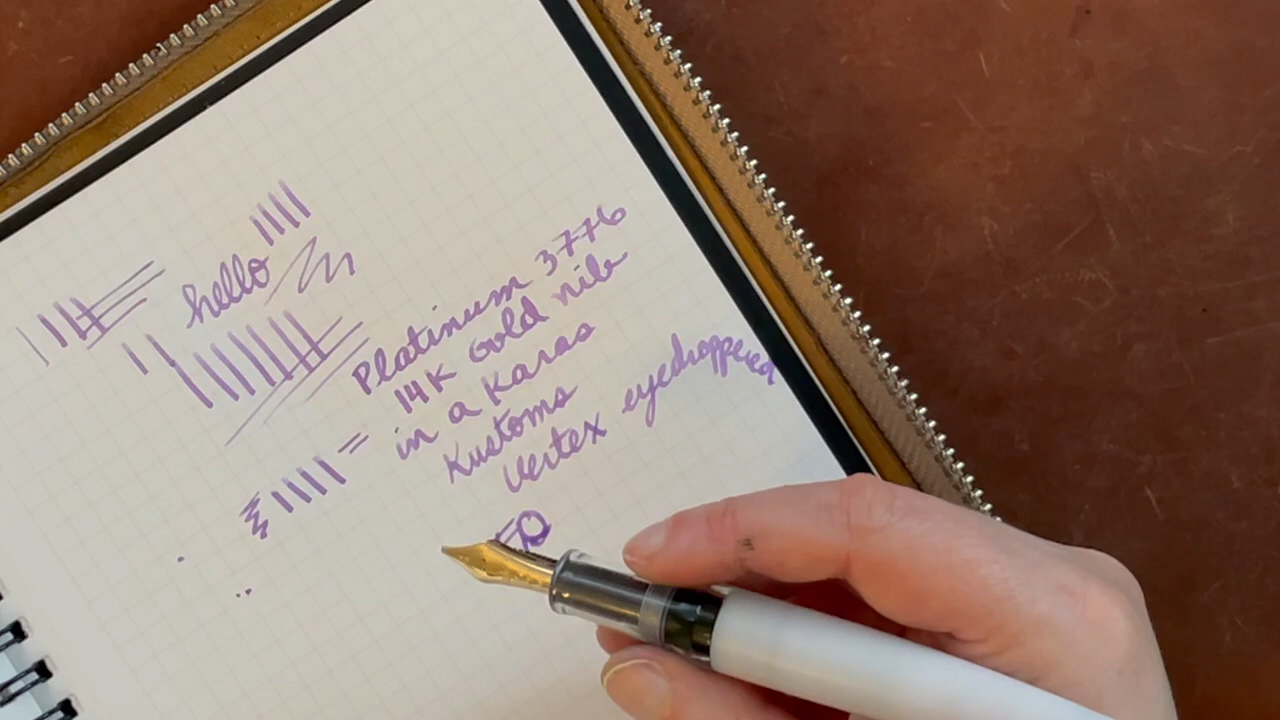 hello
Platinum 3776
14K Gold nib
in a Karas
Kustoms
Vertex eyedroppered